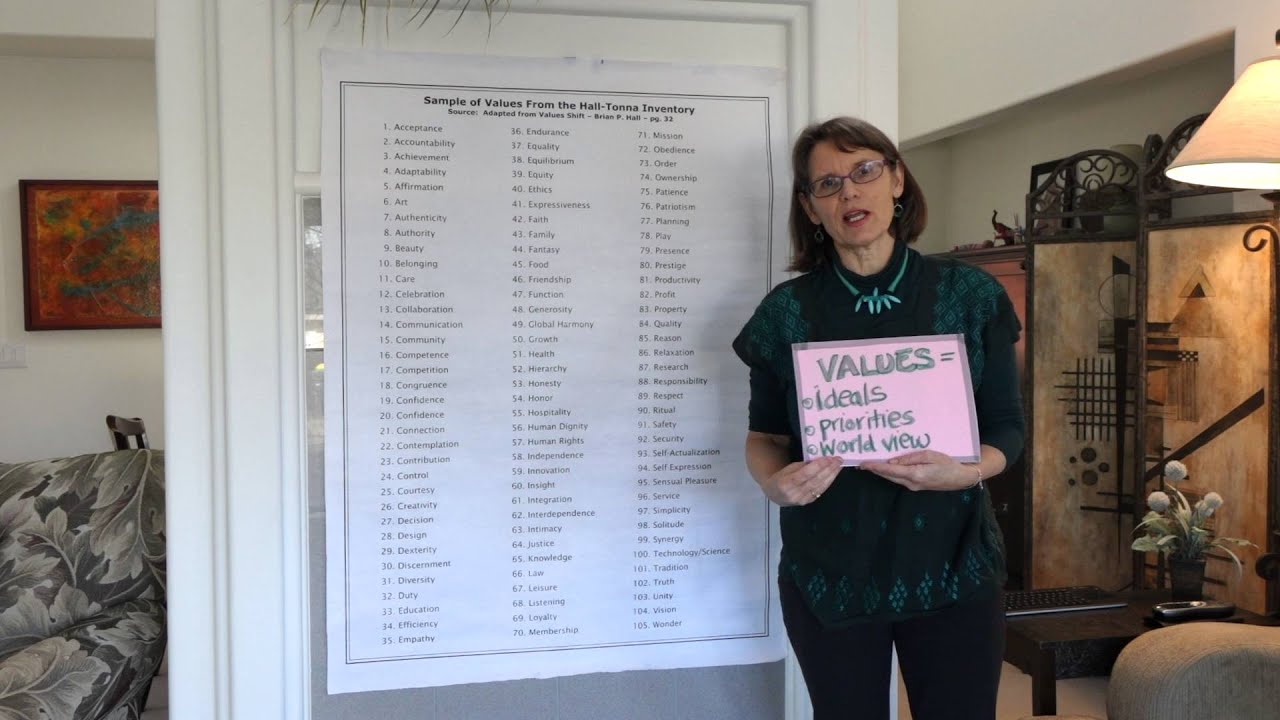 Sample of Values From the Hall-Tonna Inventory
Source: Adapted from Values Shift – Brian P. Hall – pg. 32
1. Acceptance
2. Accountability
3. Achievement
4. Adaptability
5. Affirmation
6. Art
7. Authenticity
8. Authority
9. Beauty
10. Belonging
11. Care
12. Celebration
13. Collaboration
14. Communication
15. Community
16. Competence
17. Competition
18. Congruence
19. Confidence
20. Confidence
21. Connection
22. Contemplation
23. Contribution
24. Control
25. Courtesy
26. Creativity
27. Decision
28. Design
29. Dexterity
30. Discernment
31. Diversity
32. Duty
33. Education
34. Efficiency
35. Empathy
36. Endurance
37. Equality
38. Equilibrium
39. Equity
40. Ethics
41. Expressiveness
42. Faith
43. Family
44. Fantasy
45. Food
46. Friendship
47. Function
48. Generosity
49. Global Harmony
50. Growth
51. Health
52. Hierarchy
53. Honesty
54. Honor
55. Hospitality
56. Human Dignity
57. Human Rights
58. Independence
59. Innovation
60. Insight
61. Integration
62. Interdependence
63. Intimacy
64. Justice
65. Knowledge
66. Law
67. Leisure
68. Listening
69. Loyalty
70. Membership
71. Mission
72. Obedience
73. Order
74. Ownership
75. Patience
76. Patriotism
77. Planning
78. Play
79. Presence
80. Prestige
81. Productivity
82. Profit
83. Property
84. Quality
85. Reason
86. Relaxation
87. Research
88. Responsibility
89. Respect
90. Ritual
91. Safety
92. Security
93. Self-Actualization
94. Self Expression
95. Sensual Pleasure
96. Service
97. Simplicity
98. Solitude
99. Synergy
100. Technology/Science
101. Tradition
102. Truth
103. Unity
104. Vision
105. Wonder
VALUES =
ideals
priorities
World view